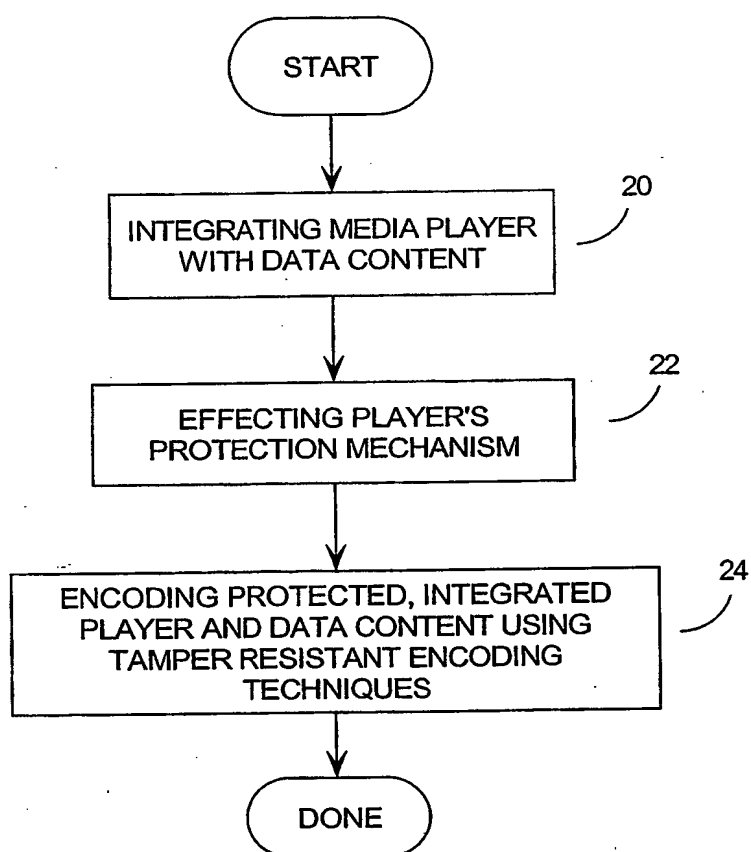 START
20
INTEGRATING MEDIA PLAYER
WITH DATA CONTENT
22
EFFECTING PLAYER'S
PROTECTION MECHANISM
24
ENCODING PROTECTED, INTEGRATED
PLAYER AND DATA CONTENT USING
TAMPER RESISTANT ENCODING
TECHNIQUES
DONE